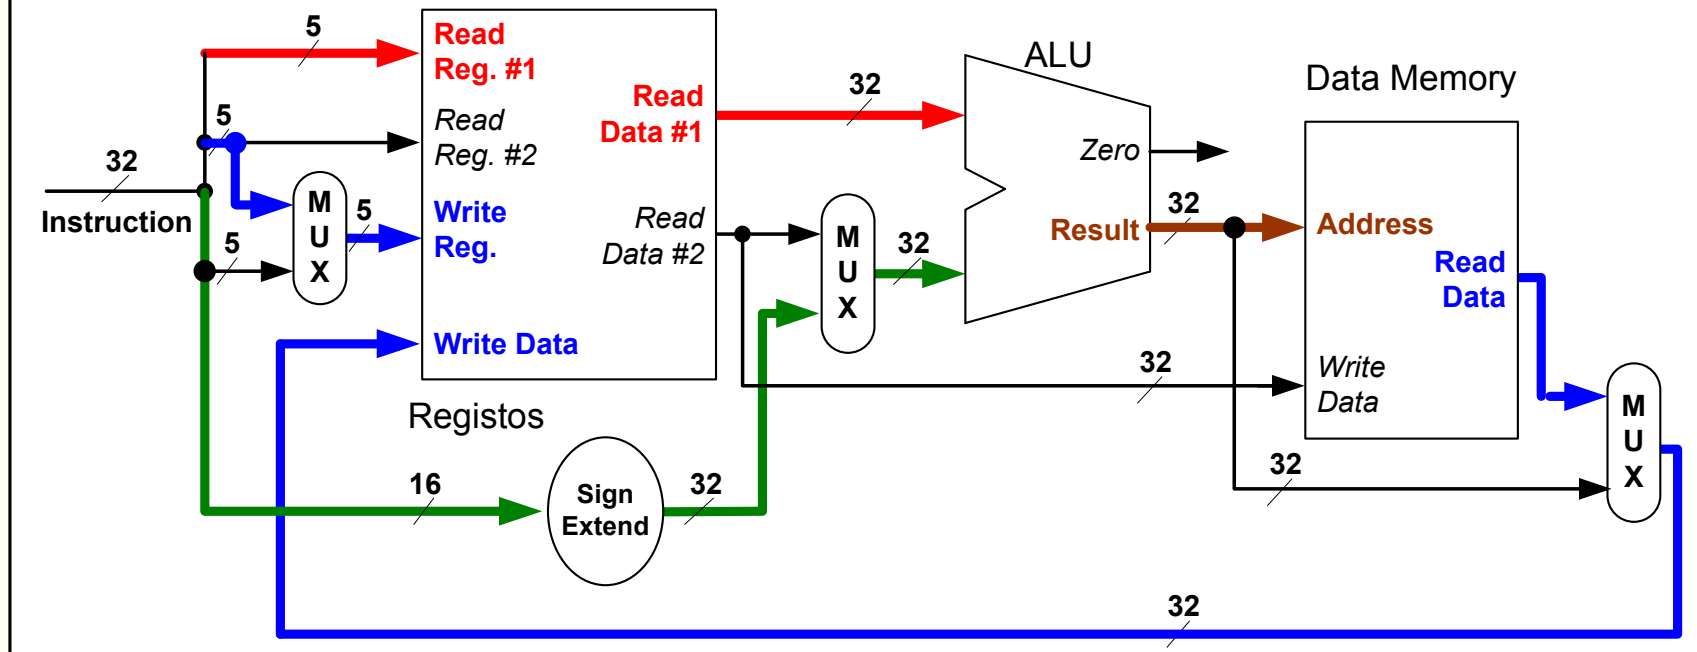 5
Read
Reg. #1
5
Read
Reg. #2
32
Instruction
M
U
X
5
5
Write
Reg.
Write Data
Read
Data #1
Read
Data #2
Registos
32
M
U
X
32
ALU
Zero
Result
32
Data Memory
Address
Read
Data
Write
Data
32
32
M
U
X
16
Sign
Extend
32
32